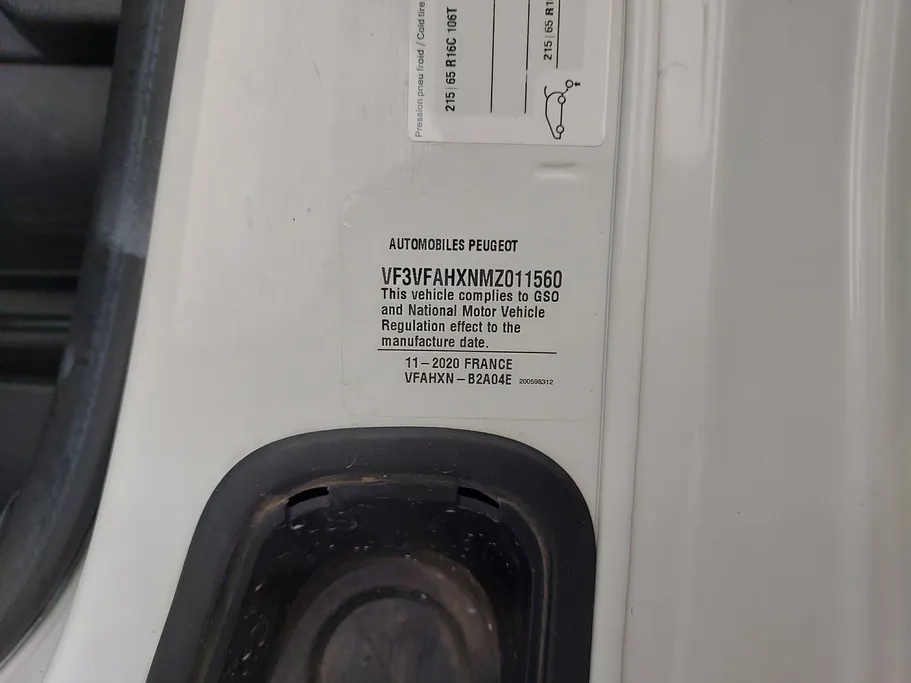 Pression pneu froid / Cold tire
215 | 65 R16C 106T
215 | 65 R1
AUTOMOBILES PEUGEOT
VF3VFAHXNMZ011560
This vehicle complies to GSO
and National Motor Vehicle
Regulation effect to the
manufacture date.
11–2020 FRANCE
VFAHXN–B2A04E 200598312